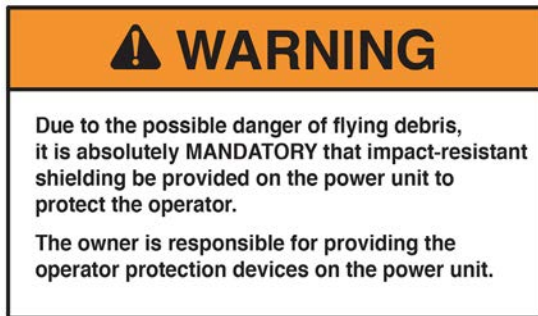 WARNING
Due to the possible danger of flying debris,
it is absolutely MANDATORY that impact-resistant
shielding be provided on the power unit to
protect the operator.
The owner is responsible for providing the
operator protection devices on the power unit.